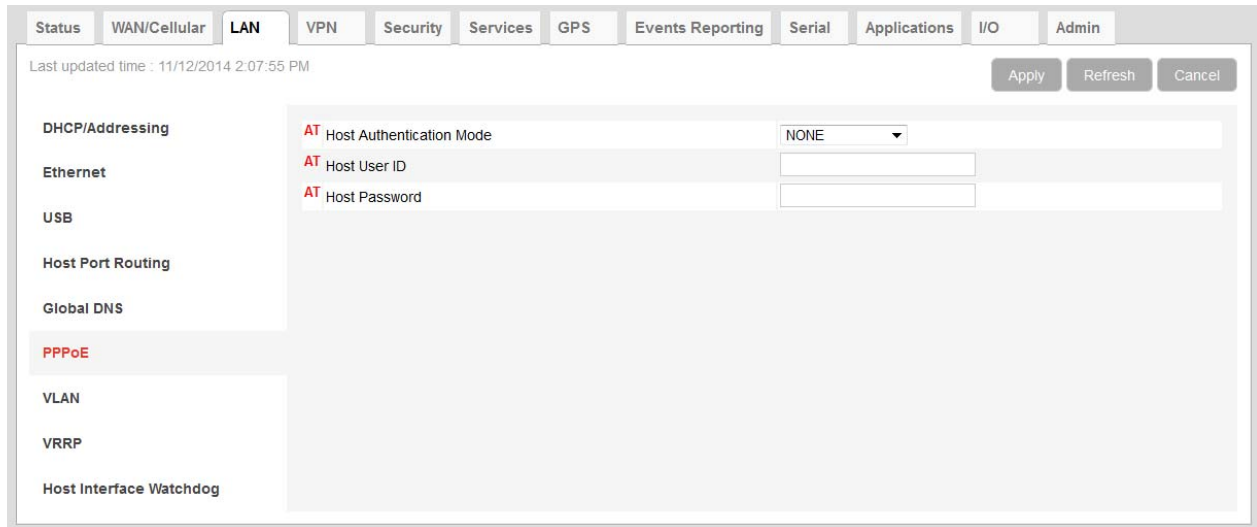 Status WAN/Cellular LAN VPN Security Services GPS Events Reporting Serial Applications I/O Admin
Last updated time : 11/12/2014 2:07:55 PM
Apply Refresh Cancel
DHCP/Addressing
Ethernet
USB
Host Port Routing
Global DNS
PPPoE
VLAN
VRRP
Host Interface Watchdog
AT Host Authentication Mode NONE
AT Host User ID
AT Host Password